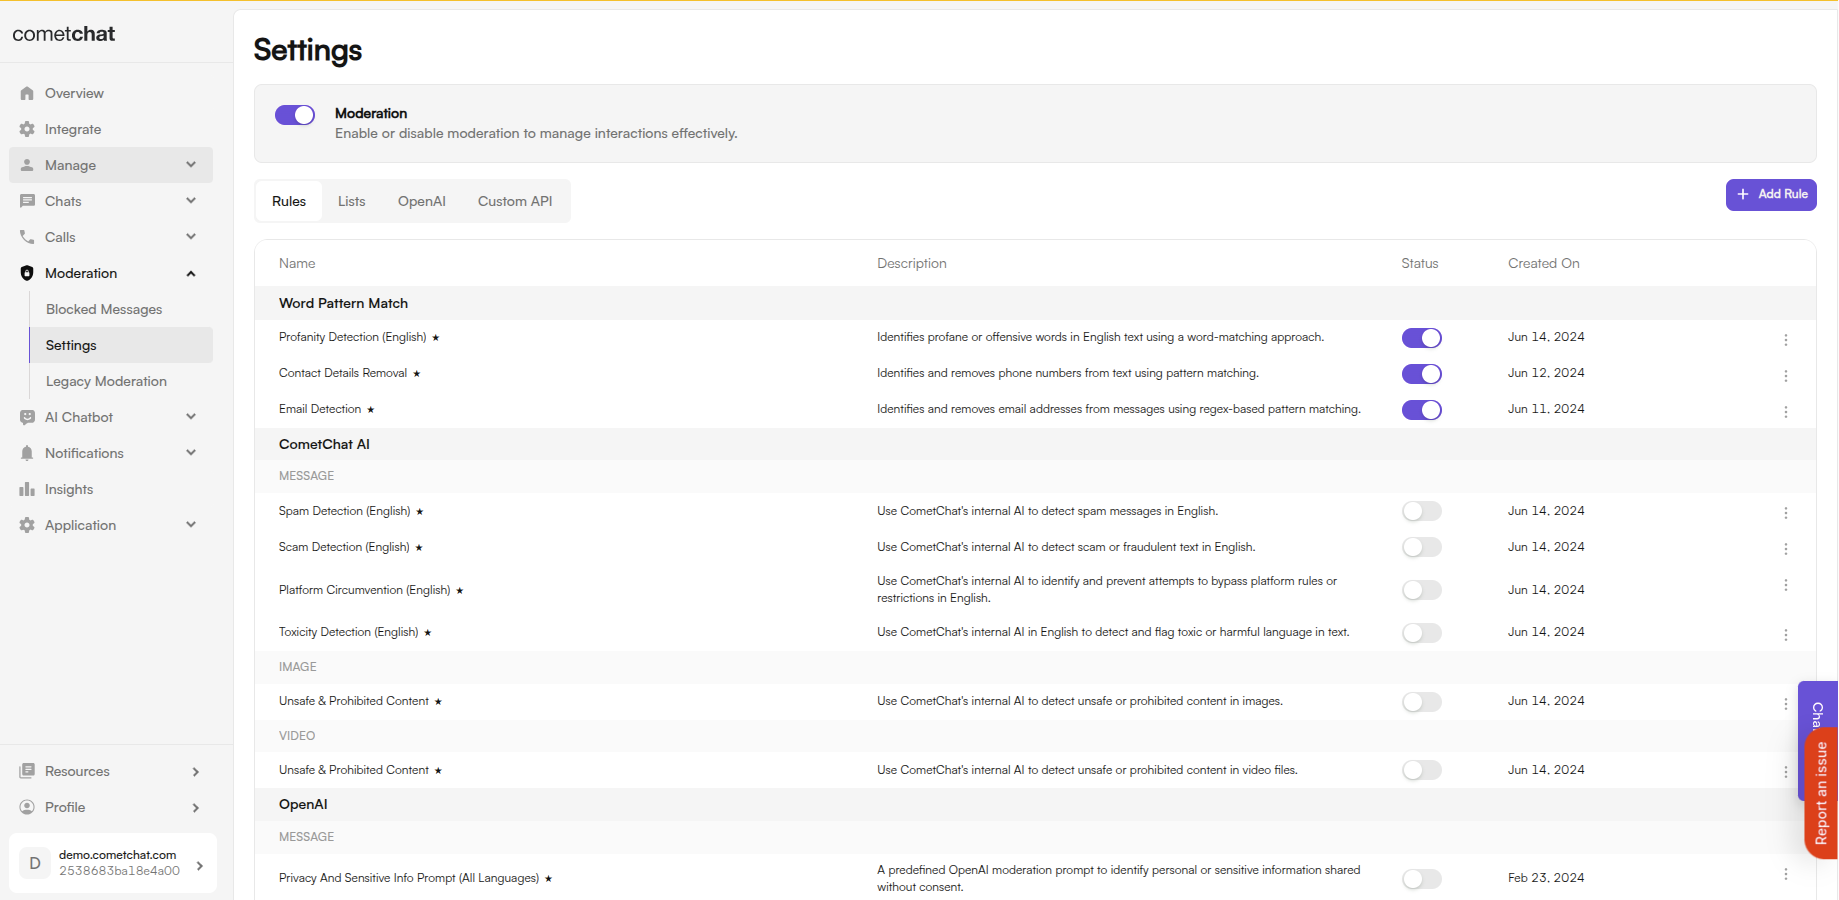 cometchat
Overview
Integrate
Manage
Chats
Calls
Moderation
Blocked Messages
Settings
Legacy Moderation
AI Chatbot
Notifications
Insights
Application
Resources
Profile
D
demo.cometchat.com
2538683ba18e4a00
Settings
Moderation
Enable or disable moderation to manage interactions effectively.
Rules Lists OpenAI Custom API
+ Add Rule
Name Description Status Created On
Word Pattern Match
Profanity Detection (English) ★ Identifies profane or offensive words in English text using a word-matching approach. Jun 14, 2024
Contact Details Removal ★ Identifies and removes phone numbers from text using pattern matching. Jun 12, 2024
Email Detection ★ Identifies and removes email addresses from messages using regex-based pattern matching. Jun 11, 2024
CometChat AI
MESSAGE
Spam Detection (English) ★ Use CometChat's internal AI to detect spam messages in English. Jun 14, 2024
Scam Detection (English) ★ Use CometChat's internal AI to detect scam or fraudulent text in English. Jun 14, 2024
Platform Circumvention (English) ★ Use CometChat's internal AI to identify and prevent attempts to bypass platform rules or Jun 14, 2024
restrictions in English.
Toxicity Detection (English) ★ Use CometChat's internal AI in English to detect and flag toxic or harmful language in text. Jun 14, 2024
IMAGE
Unsafe & Prohibited Content ★ Use CometChat's internal AI to detect unsafe or prohibited content in images. Jun 14, 2024
VIDEO
Unsafe & Prohibited Content ★ Use CometChat's internal AI to detect unsafe or prohibited content in video files. Jun 14, 2024
OpenAI
MESSAGE
Privacy And Sensitive Info Prompt (All Languages) ★ A predefined OpenAI moderation prompt to identify personal or sensitive information shared Feb 23, 2024
without consent.
Report an issue